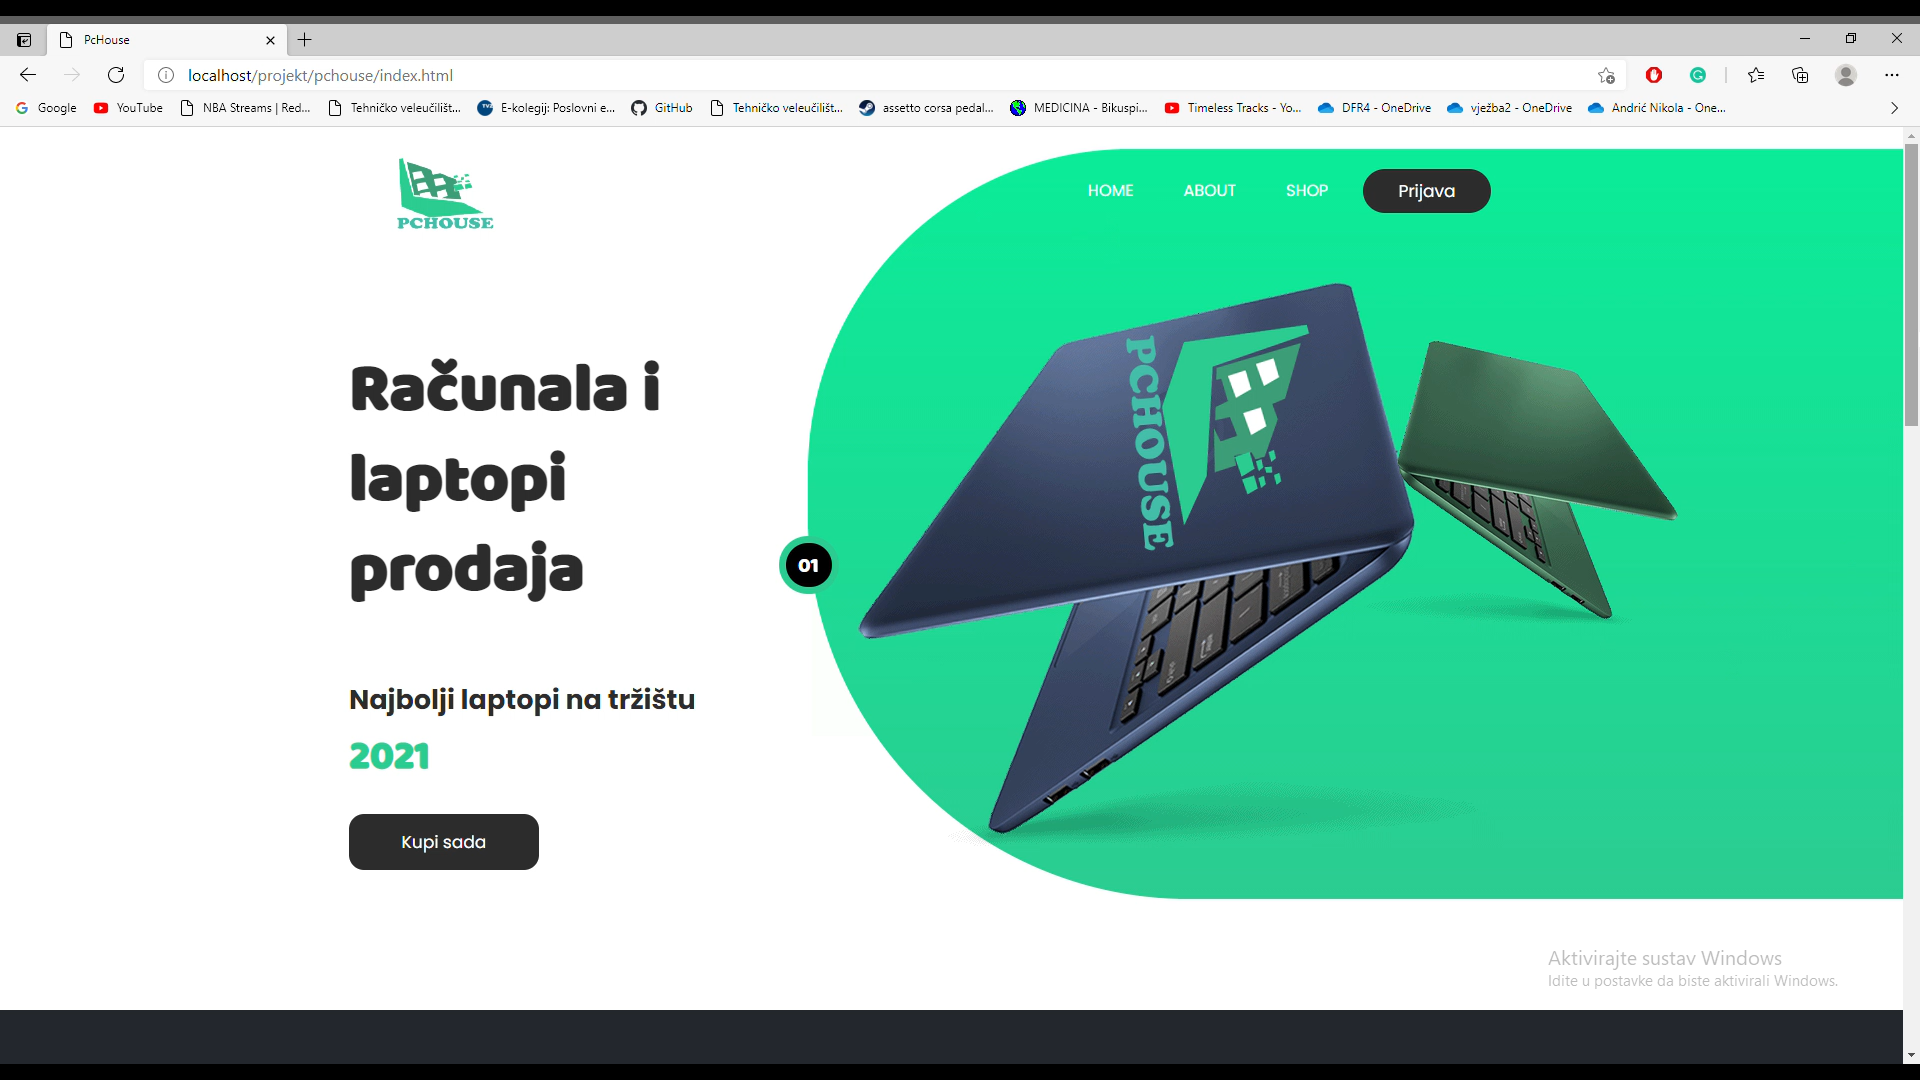 PcHouse
localhost/projekt/pchouse/index.html
Google
YouTube
NBA Streams | Red...
Tehničko veleučilišt...
E-kolegij: Poslovni e...
GitHub
Tehničko veleučilišt...
assetto corsa pedal...
MEDICINA - Bikuspi...
Timeless Tracks - Yo...
DFR4 - OneDrive
vježba2 - OneDrive
Andrić Nikola - One...
PCHOUSE
HOME
ABOUT
SHOP
Prijava
Računala i
laptopi
prodaja
01
PCHOUSE
Najbolji laptopi na tržištu
2021
Kupi sada
Aktivirajte sustav Windows
Idite u postavke da biste aktivirali Windows.